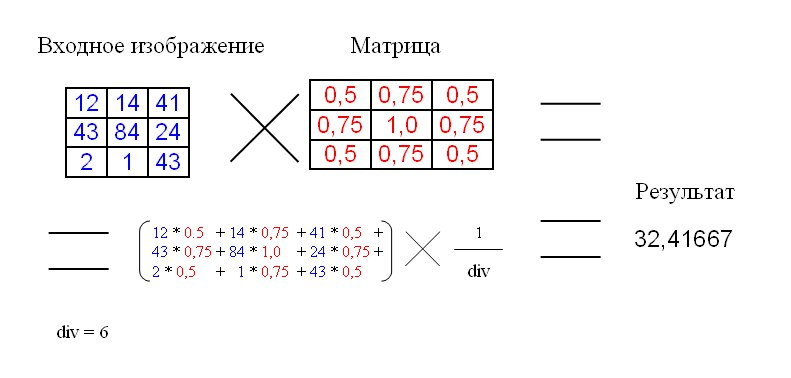 Входное изображение Матрица
12 14 41 0,5 0,75 0,5
43 84 24 0,75 1,0 0,75
2 1 43 0,5 0,75 0,5
Результат
12 * 0.5 + 14 * 0,75 + 41 * 0,5 + 1
43 * 0,75 + 84 * 1,0 + 24 * 0,75 + 32,41667
2 * 0,5 + 1 * 0,75 + 43 * 0,5 div
div = 6